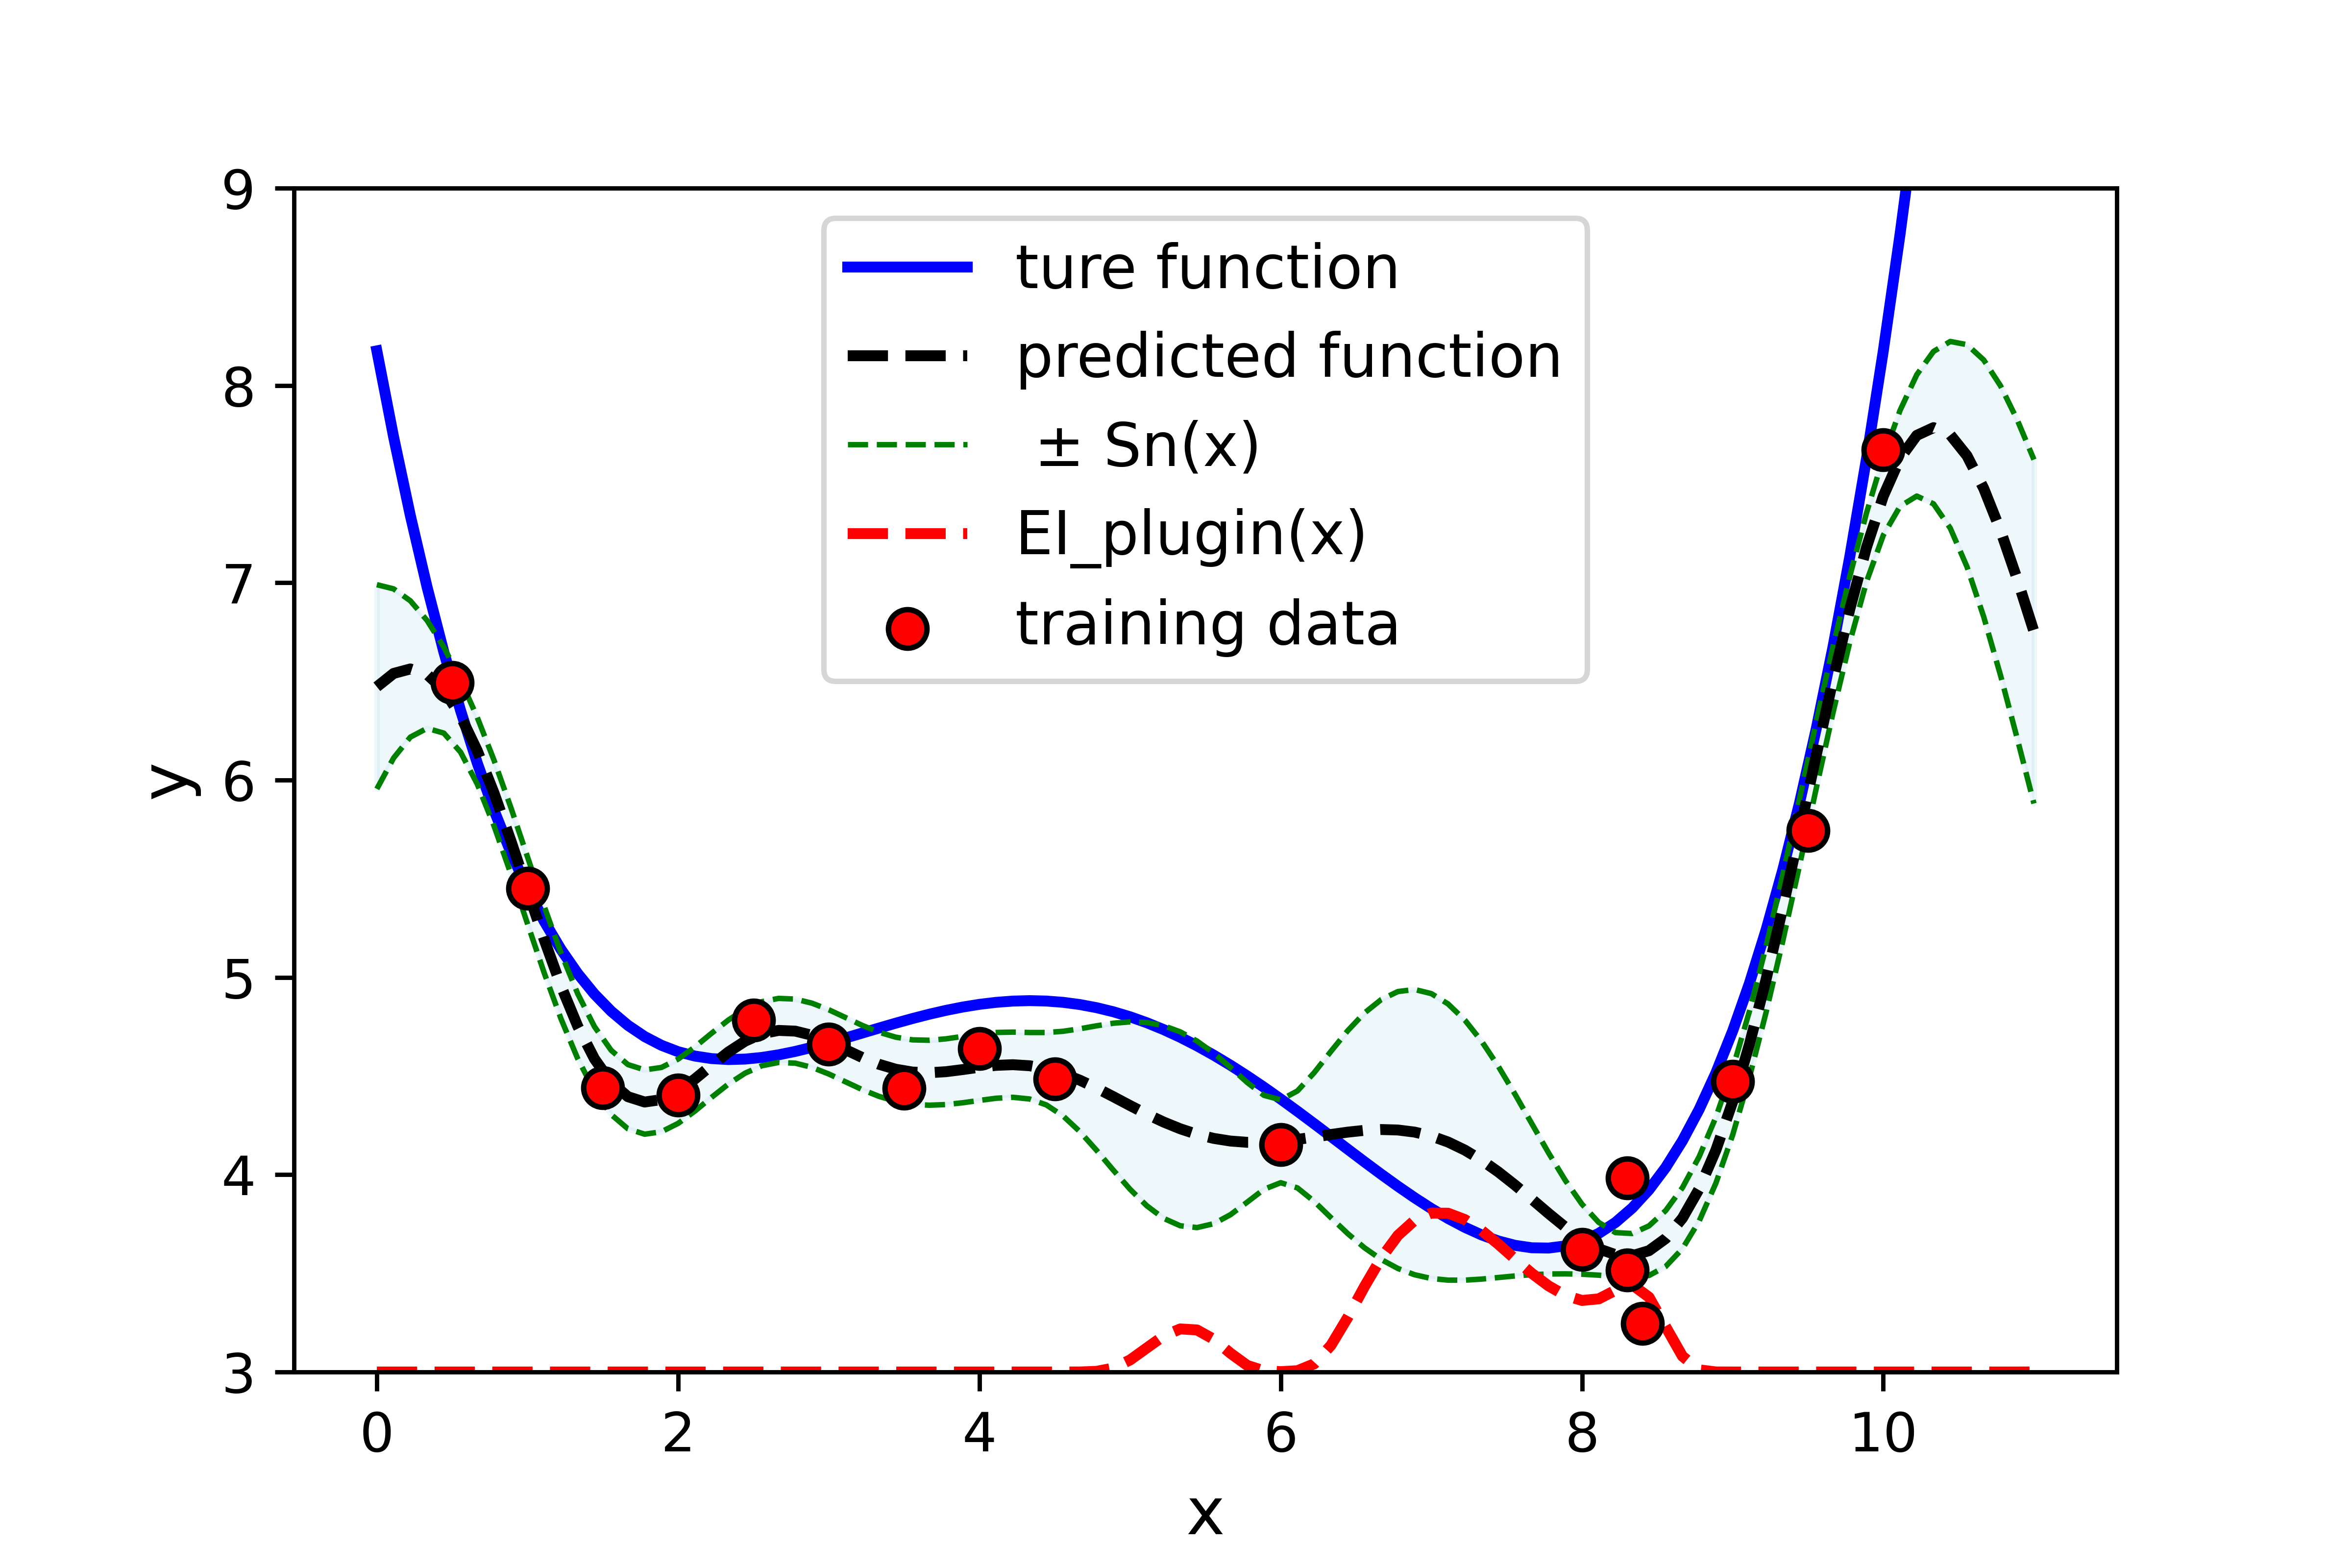 9
8
7
6
5
4
3
y
ture function
predicted function
± Sn(x)
EI_plugin(x)
training data
0 2 4 6 8 10
x